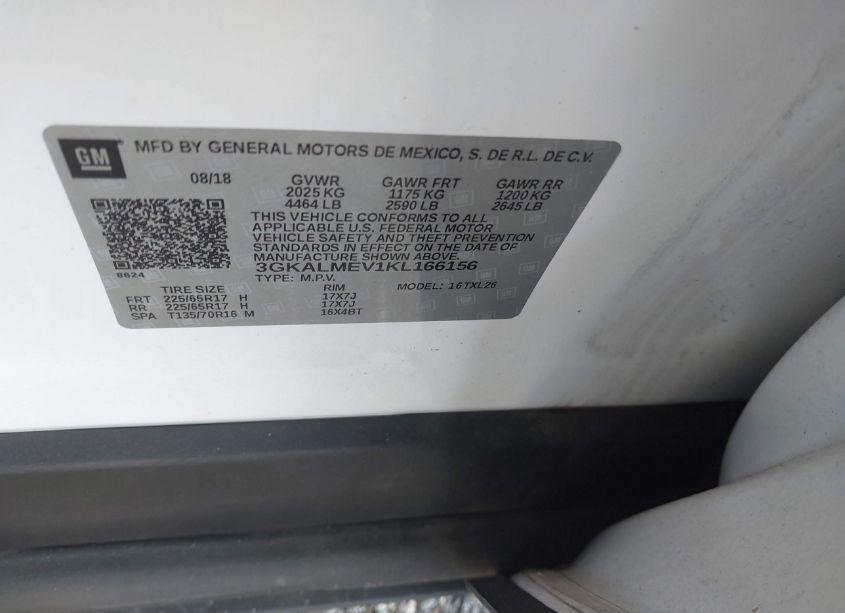 GM MFD BY GENERAL MOTORS DE MEXICO, S. DE R.L. DE C.V.
08/18 GVWR GAWR FRT GAWR RR
2025 KG 1175 KG 1200 KG
4464 LB 2590 LB 2645 LB
THIS VEHICLE CONFORMS TO ALL
APPLICABLE U.S. FEDERAL MOTOR
VEHICLE SAFETY AND THEFT PREVENTION
STANDARDS IN EFFECT ON THE DATE OF
MANUFACTURE SHOWN ABOVE.
8624 3GKALMEV1KL166156
TYPE: M.P.V. MODEL: 16TXL26
TIRE SIZE RIM
FRT 225/65R17 H 17X7J
RR 225/65R17 H 17X7J
SPA T135/70R16 M 16X4BT